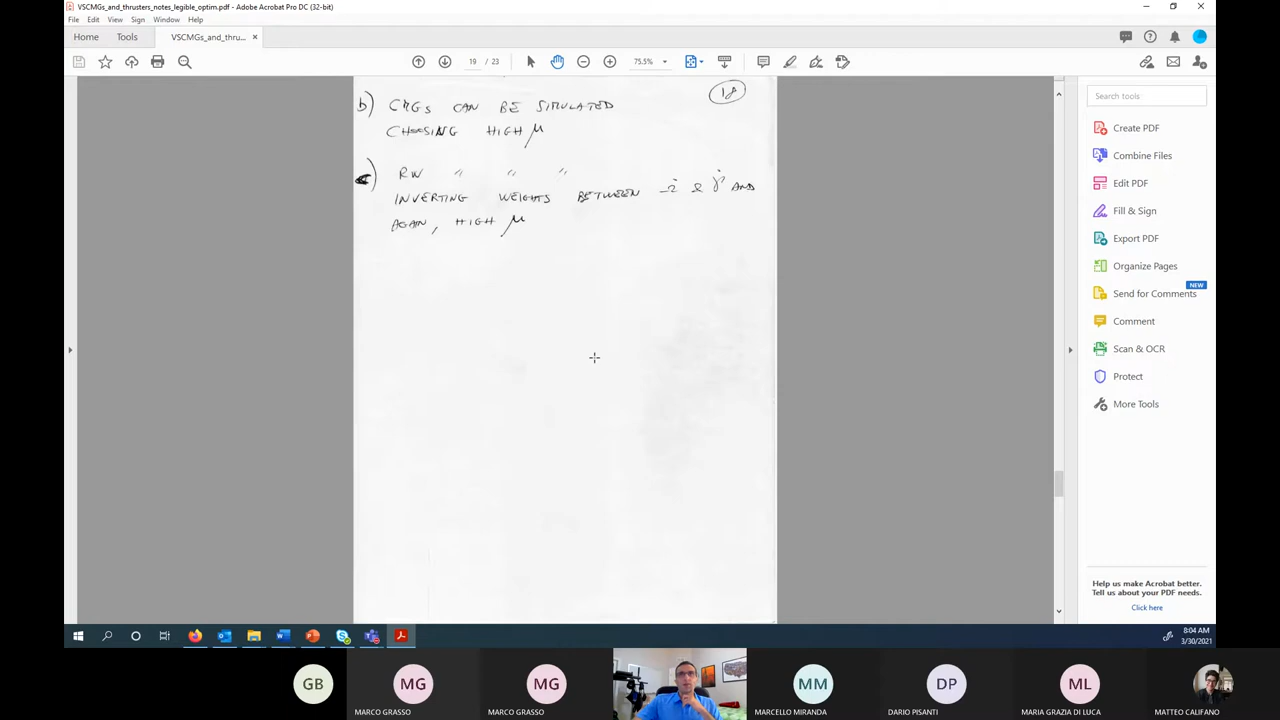 VSCMGs_and_thrusters_notes_legible_optim.pdf - Adobe Acrobat Pro DC (32-bit)
File Edit View Sign Window Help
Home Tools VSCMGs_and_thru... ×
19 / 23 75.5%
Search tools
Create PDF
Combine Files
Edit PDF
Fill & Sign
Export PDF
Organize Pages
NEW
Send for Comments
Comment
Scan & OCR
Protect
More Tools
Help us make Acrobat better.
Tell us about your PDF needs.
Click here
18
b) CMGs CAN BE SIMULATED
CHOOSING HIGH μ
c) RW " " "
INVERTING WEIGHTS BETWEEN Ω̇ & γ̇ AND
AGAIN, HIGH μ
8:04 AM
3/30/2021
GB
MG
MARCO GRASSO
MG
MARCO GRASSO
MM
MARCELLO MIRANDA
DP
DARIO PISANTI
ML
MARIA GRAZIA DI LUCA
MATTEO CALIFANO